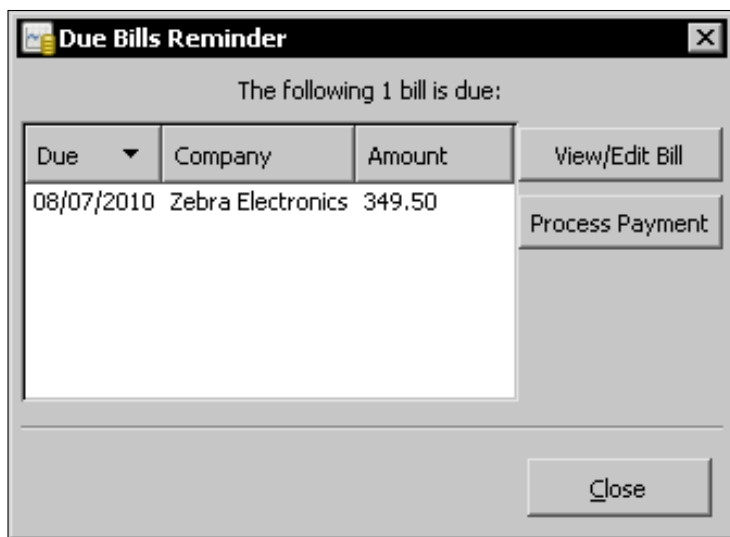 Due Bills Reminder
The following 1 bill is due:
Due Company Amount
08/07/2010 Zebra Electronics 349.50
View/Edit Bill
Process Payment
Close